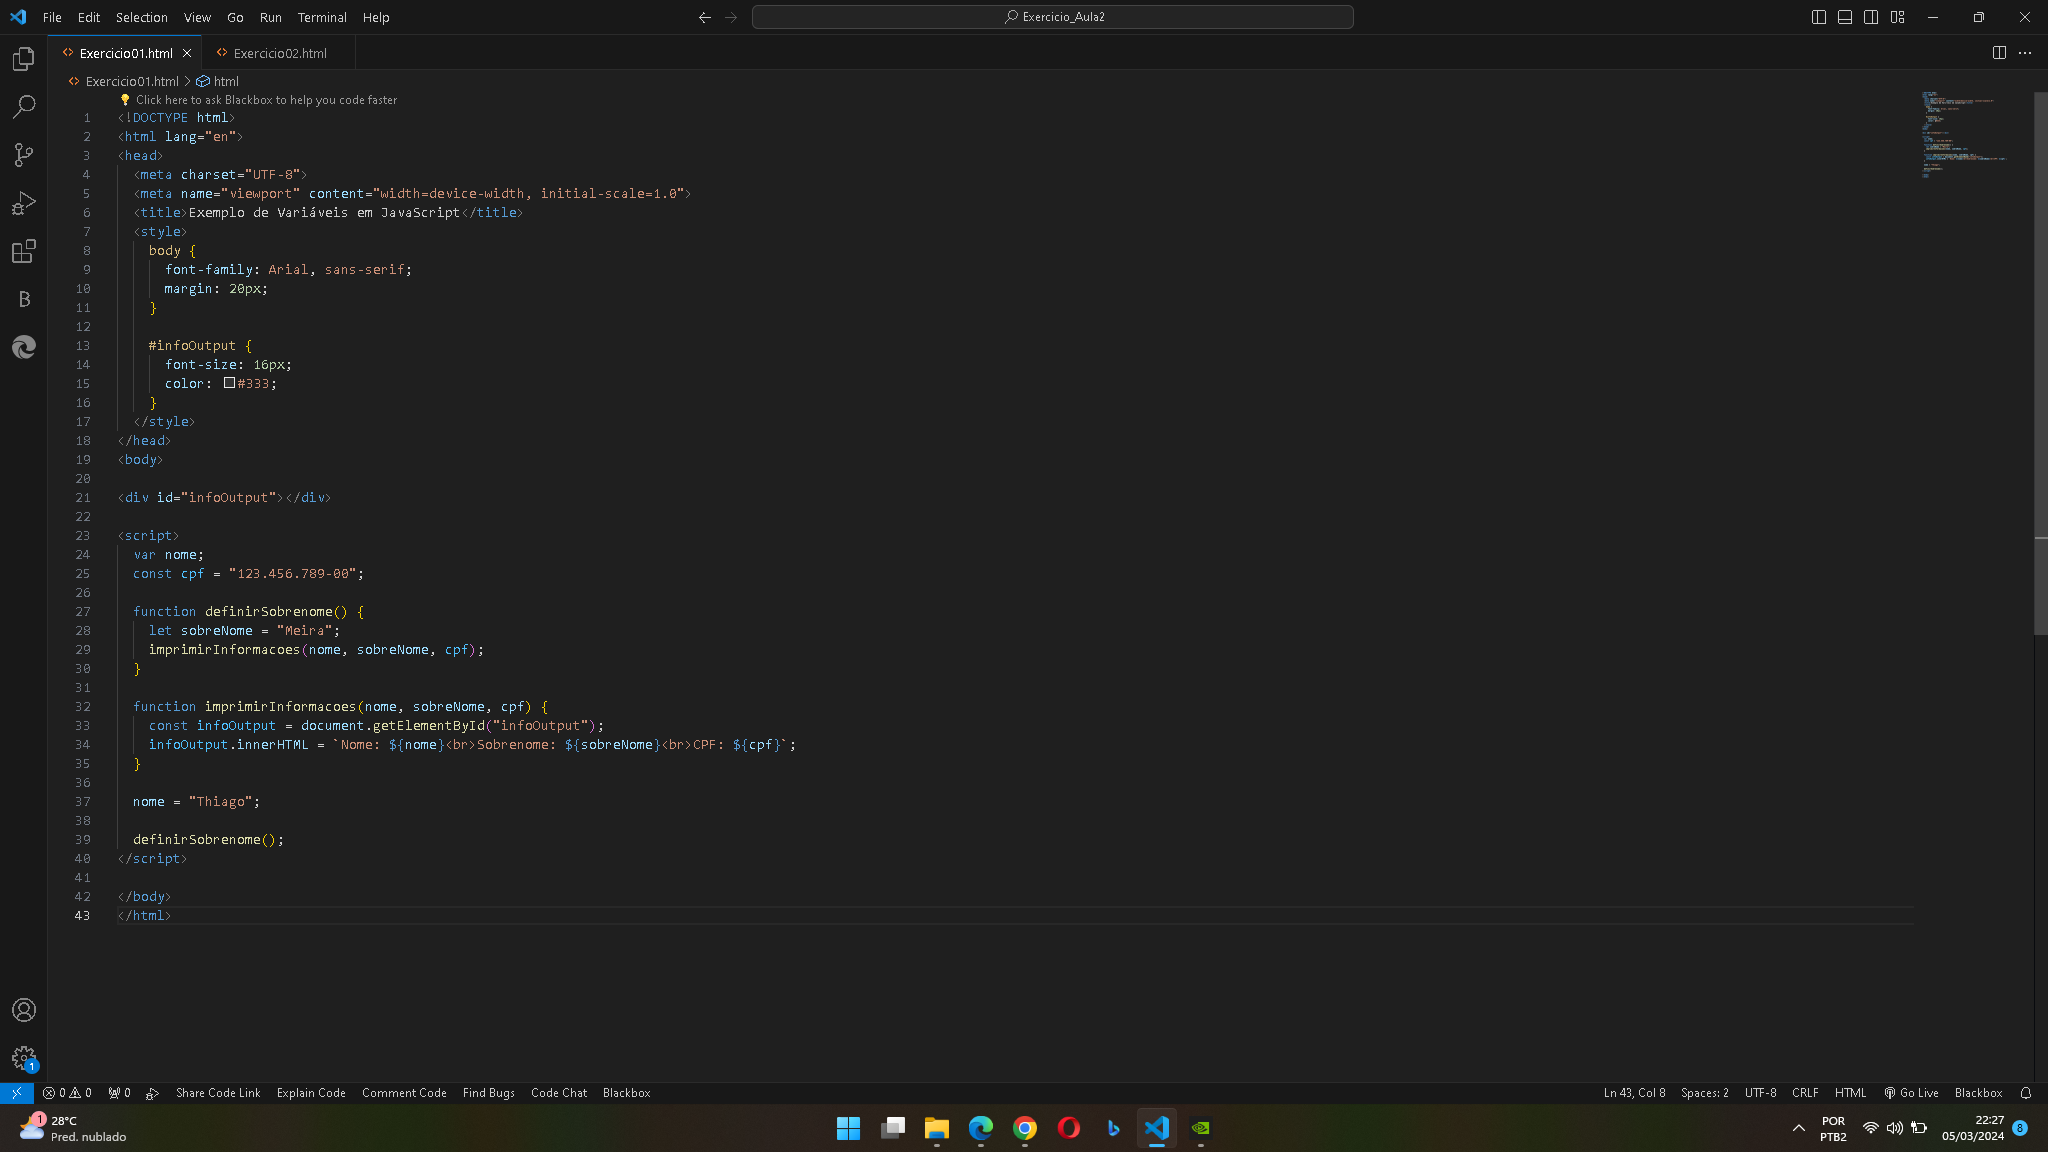 File Edit Selection View Go Run Terminal Help
Exercicio_Aula2
Exercicio01.html Exercicio02.html
Exercicio01.html > html
Click here to ask Blackbox to help you code faster
1 <!DOCTYPE html>
2 <html lang="en">
3 <head>
4 <meta charset="UTF-8">
5 <meta name="viewport" content="width=device-width, initial-scale=1.0">
6 <title>Exemplo de Variáveis em JavaScript</title>
7 <style>
8 body {
9 font-family: Arial, sans-serif;
10 margin: 20px;
11 }
12
13 #infoOutput {
14 font-size: 16px;
15 color: #333;
16 }
17 </style>
18 </head>
19 <body>
20
21 <div id="infoOutput"></div>
22
23 <script>
24 var nome;
25 const cpf = "123.456.789-00";
26
27 function definirSobrenome() {
28 let sobreNome = "Meira";
29 imprimirInformacoes(nome, sobreNome, cpf);
30 }
31
32 function imprimirInformacoes(nome, sobreNome, cpf) {
33 const infoOutput = document.getElementById("infoOutput");
34 infoOutput.innerHTML = `Nome: ${nome}<br>Sobrenome: ${sobreNome}<br>CPF: ${cpf}`;
35 }
36
37 nome = "Thiago";
38
39 definirSobrenome();
40 </script>
41
42 </body>
43 </html>
B
1
0 0 0 Share Code Link Explain Code Comment Code Find Bugs Code Chat Blackbox
Ln 43, Col 8 Spaces: 2 UTF-8 CRLF HTML Go Live Blackbox
1 28°C
Pred. nublado
POR
PTB2
22:27
05/03/2024
8